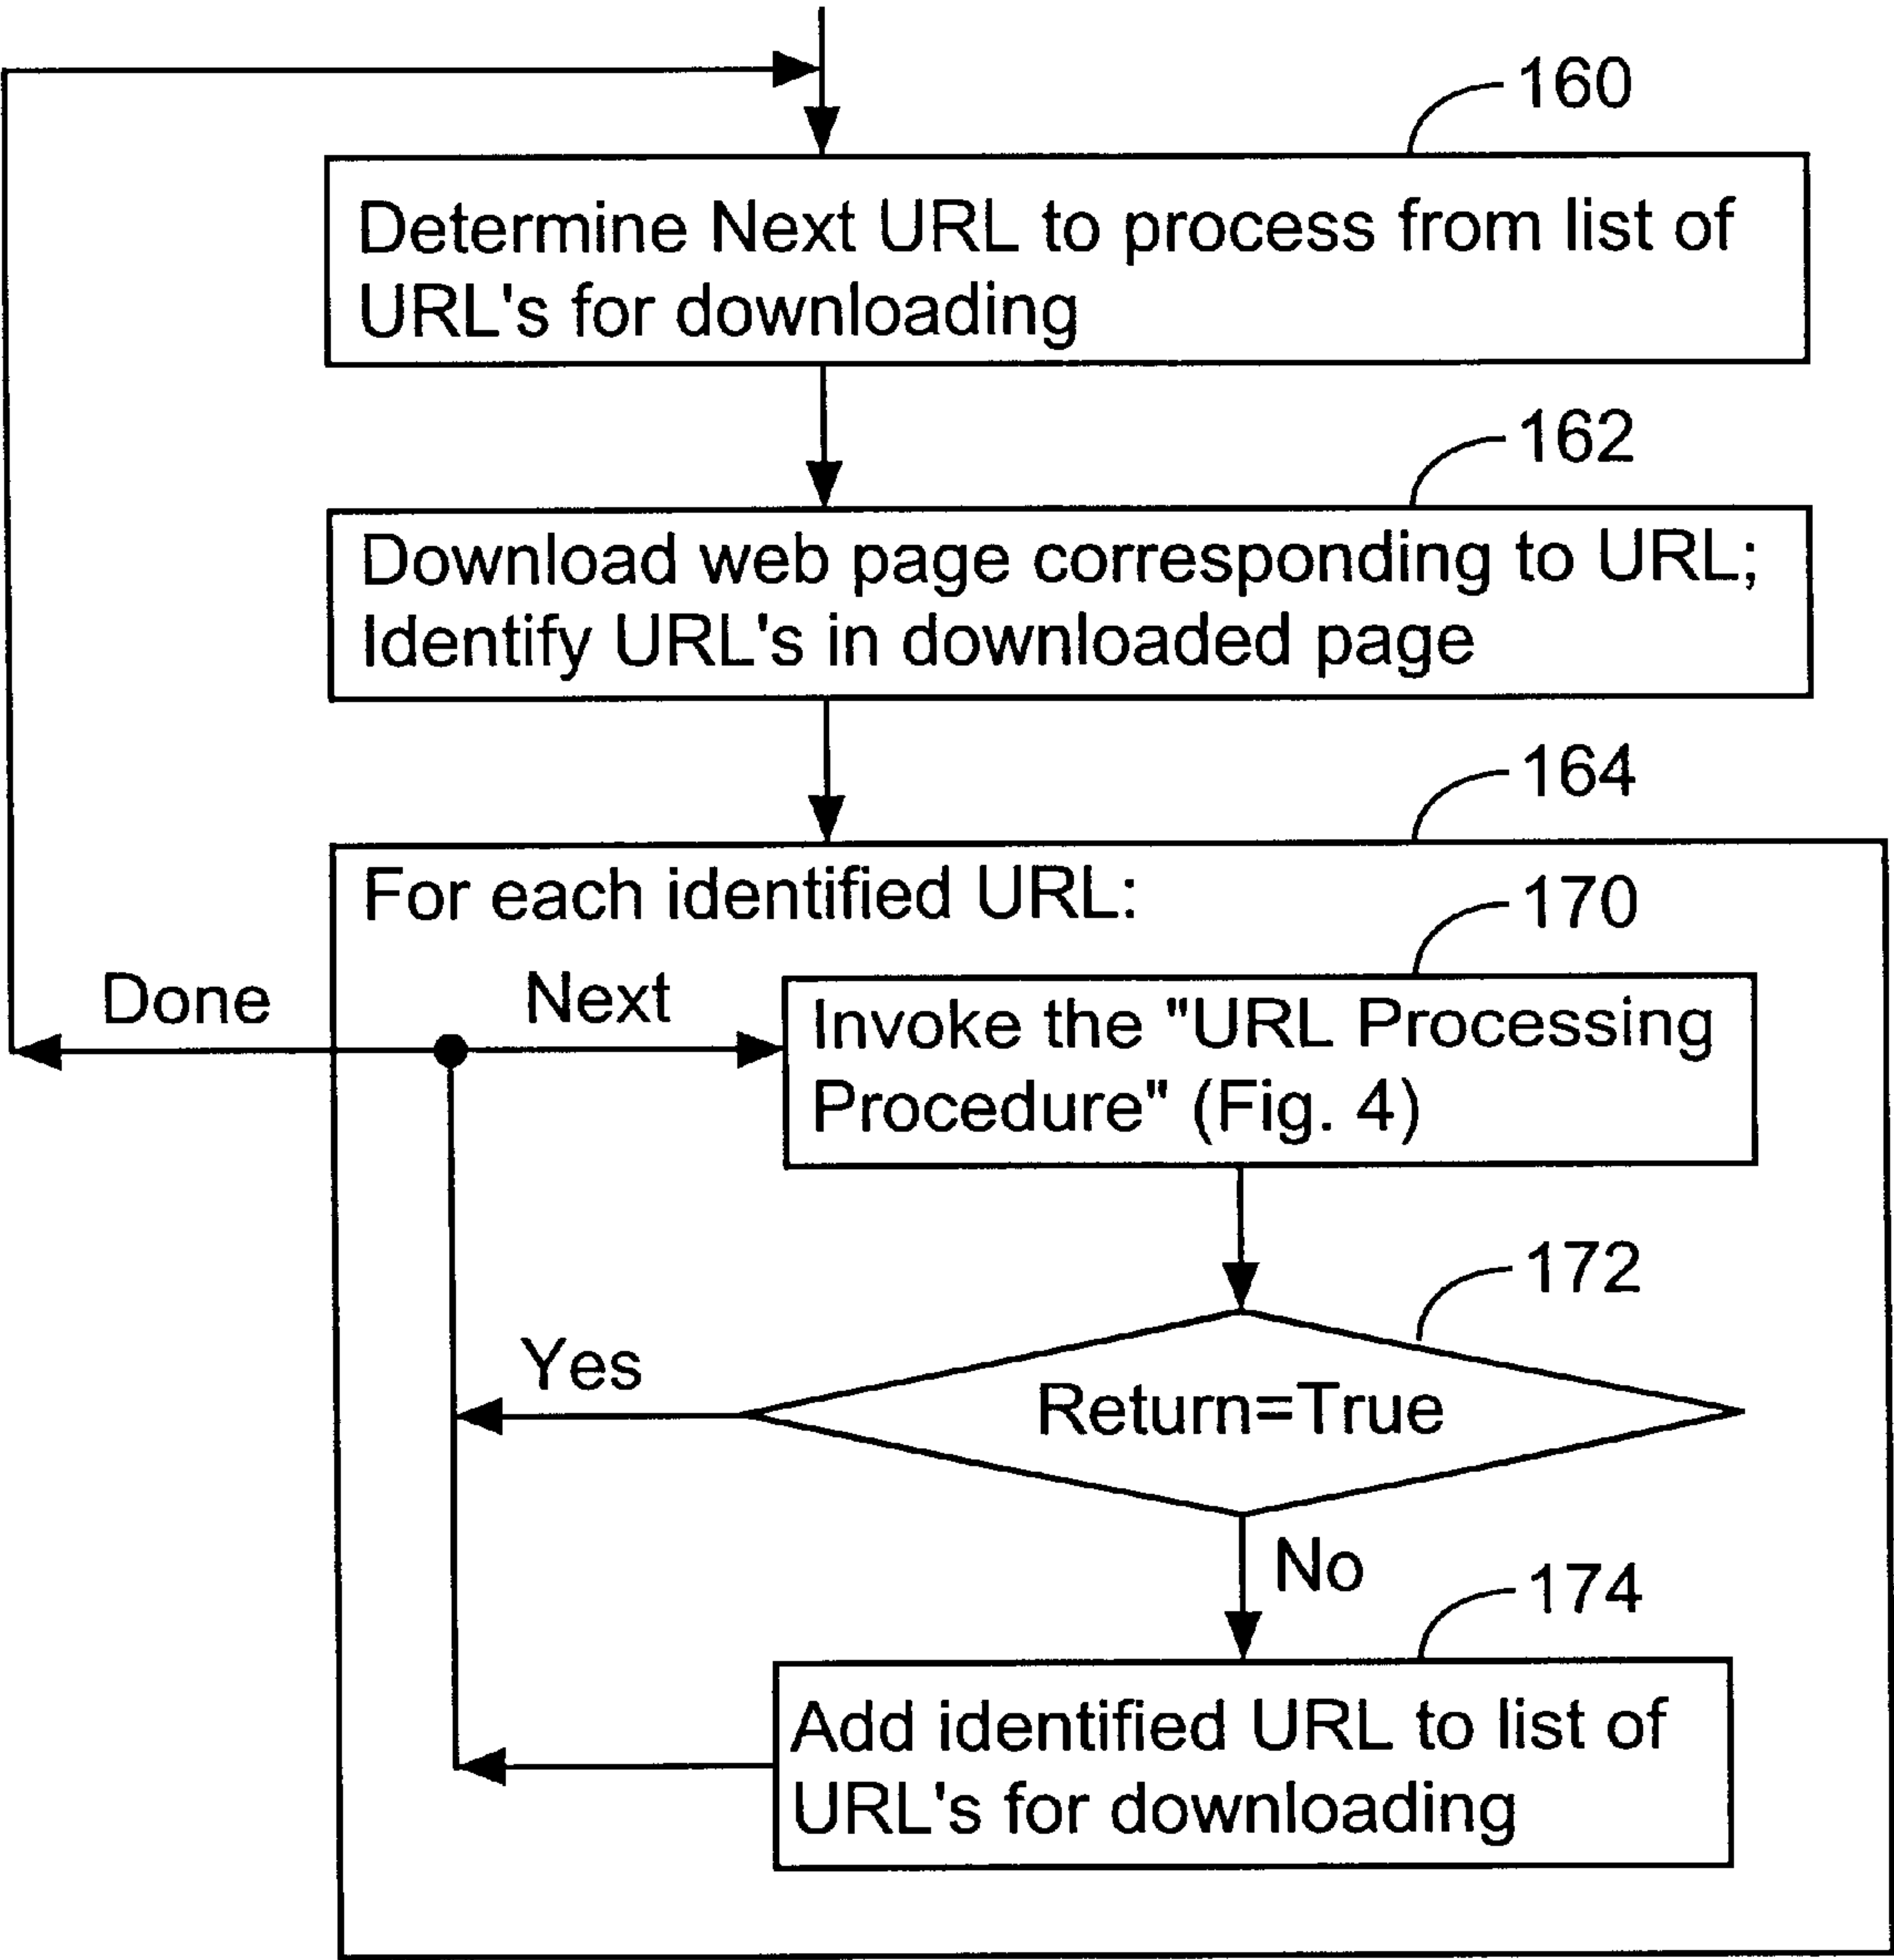 160
Determine Next URL to process from list of
URL's for downloading
162
Download web page corresponding to URL;
Identify URL's in downloaded page
164
For each identified URL:
170
Done
Next
Invoke the "URL Processing
Procedure" (Fig. 4)
172
Yes
Return=True
No
174
Add identified URL to list of
URL's for downloading